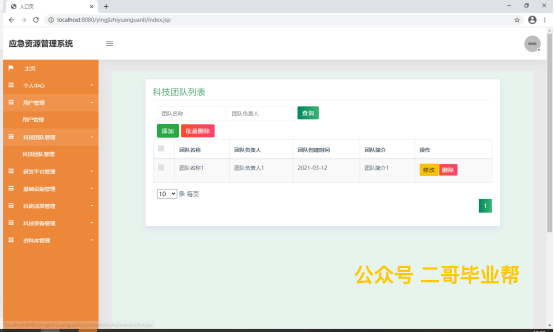 入口页
localhost:8080/yingjizhiyuanguanli/index.jsp
应急资源管理系统
主页
个人中心
用户管理
用户管理
科技团队管理
科技团队管理
研发平台管理
基础设施管理
科研成果管理
科技装备管理
资料库管理
科技团队列表
团队名称 团队负责人 查询
添加 批量删除
团队名称 团队负责人 团队创建时间 团队简介 操作
团队名称1 团队负责人1 2021-03-12 团队简介1 修改 删除
10 条 每页
1
公众号 二哥毕业帮